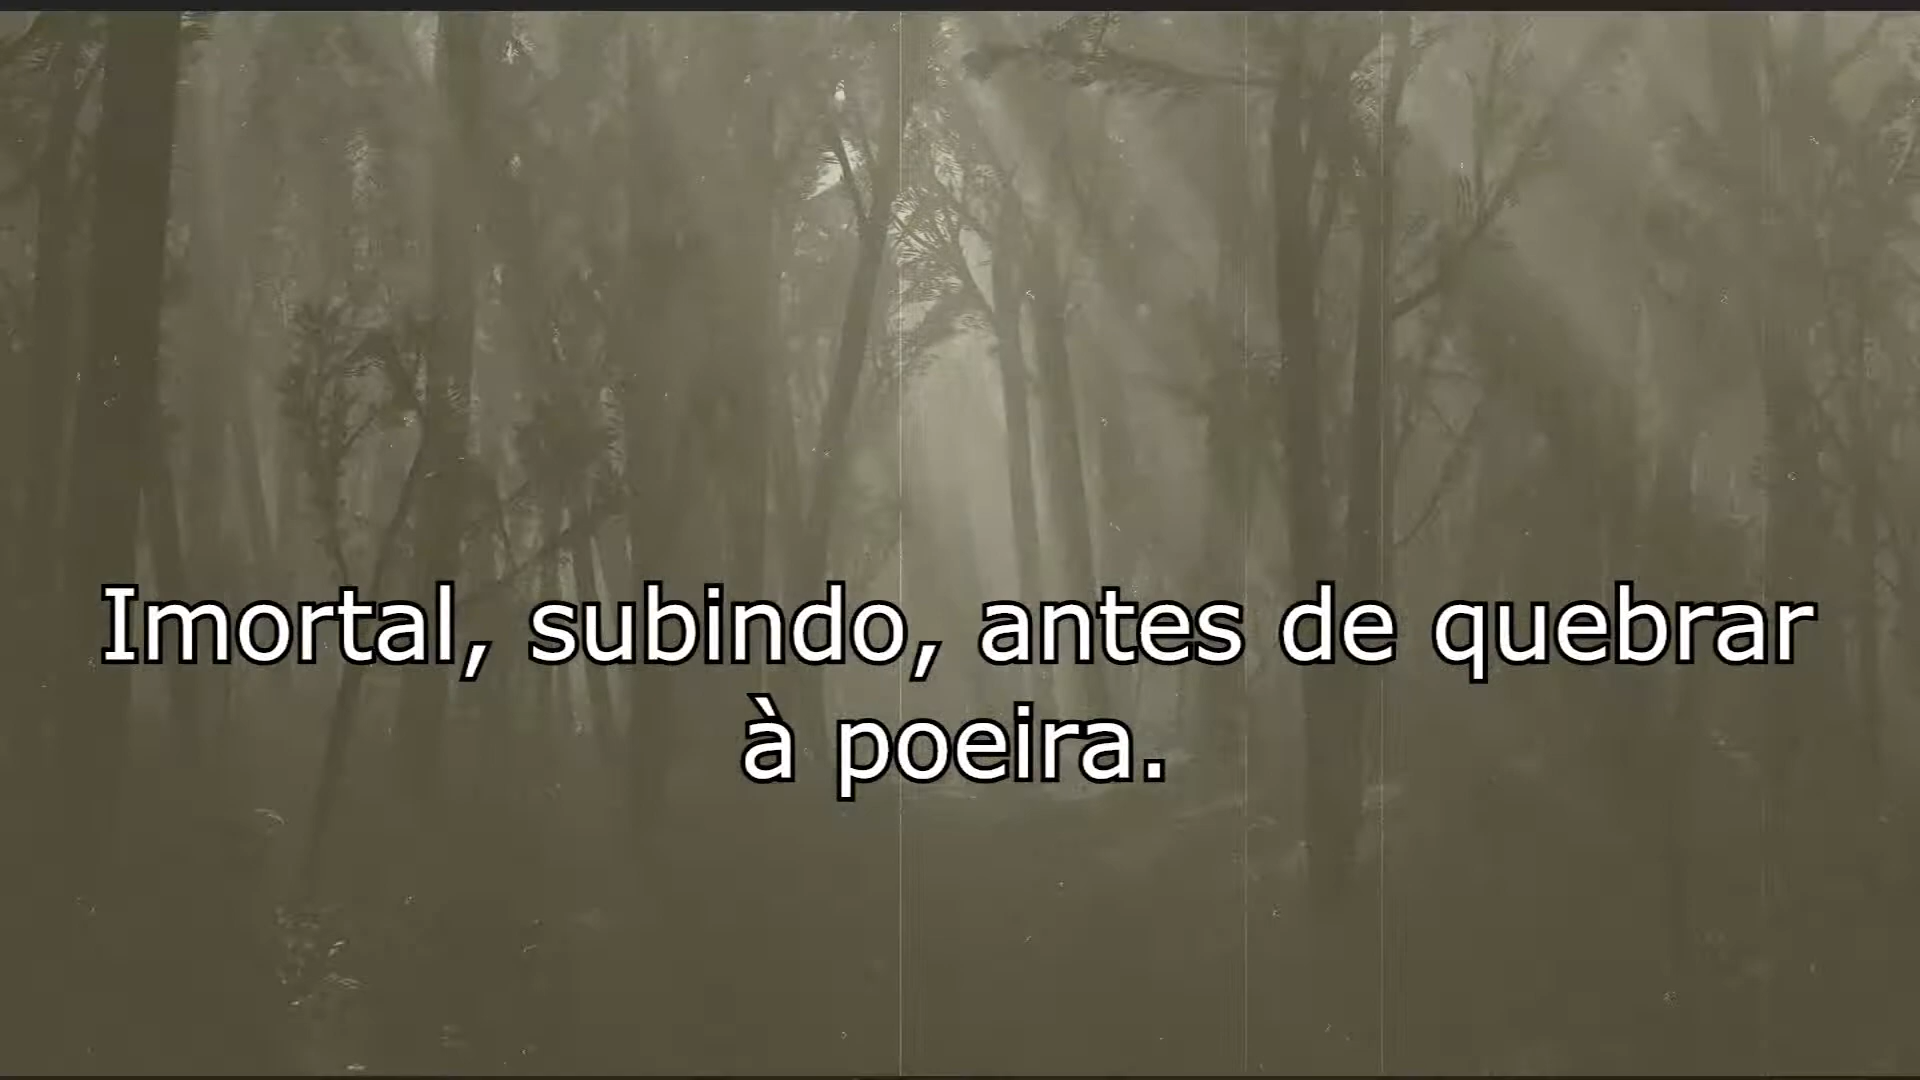 Imortal, subindo, antes de quebrar
à poeira.